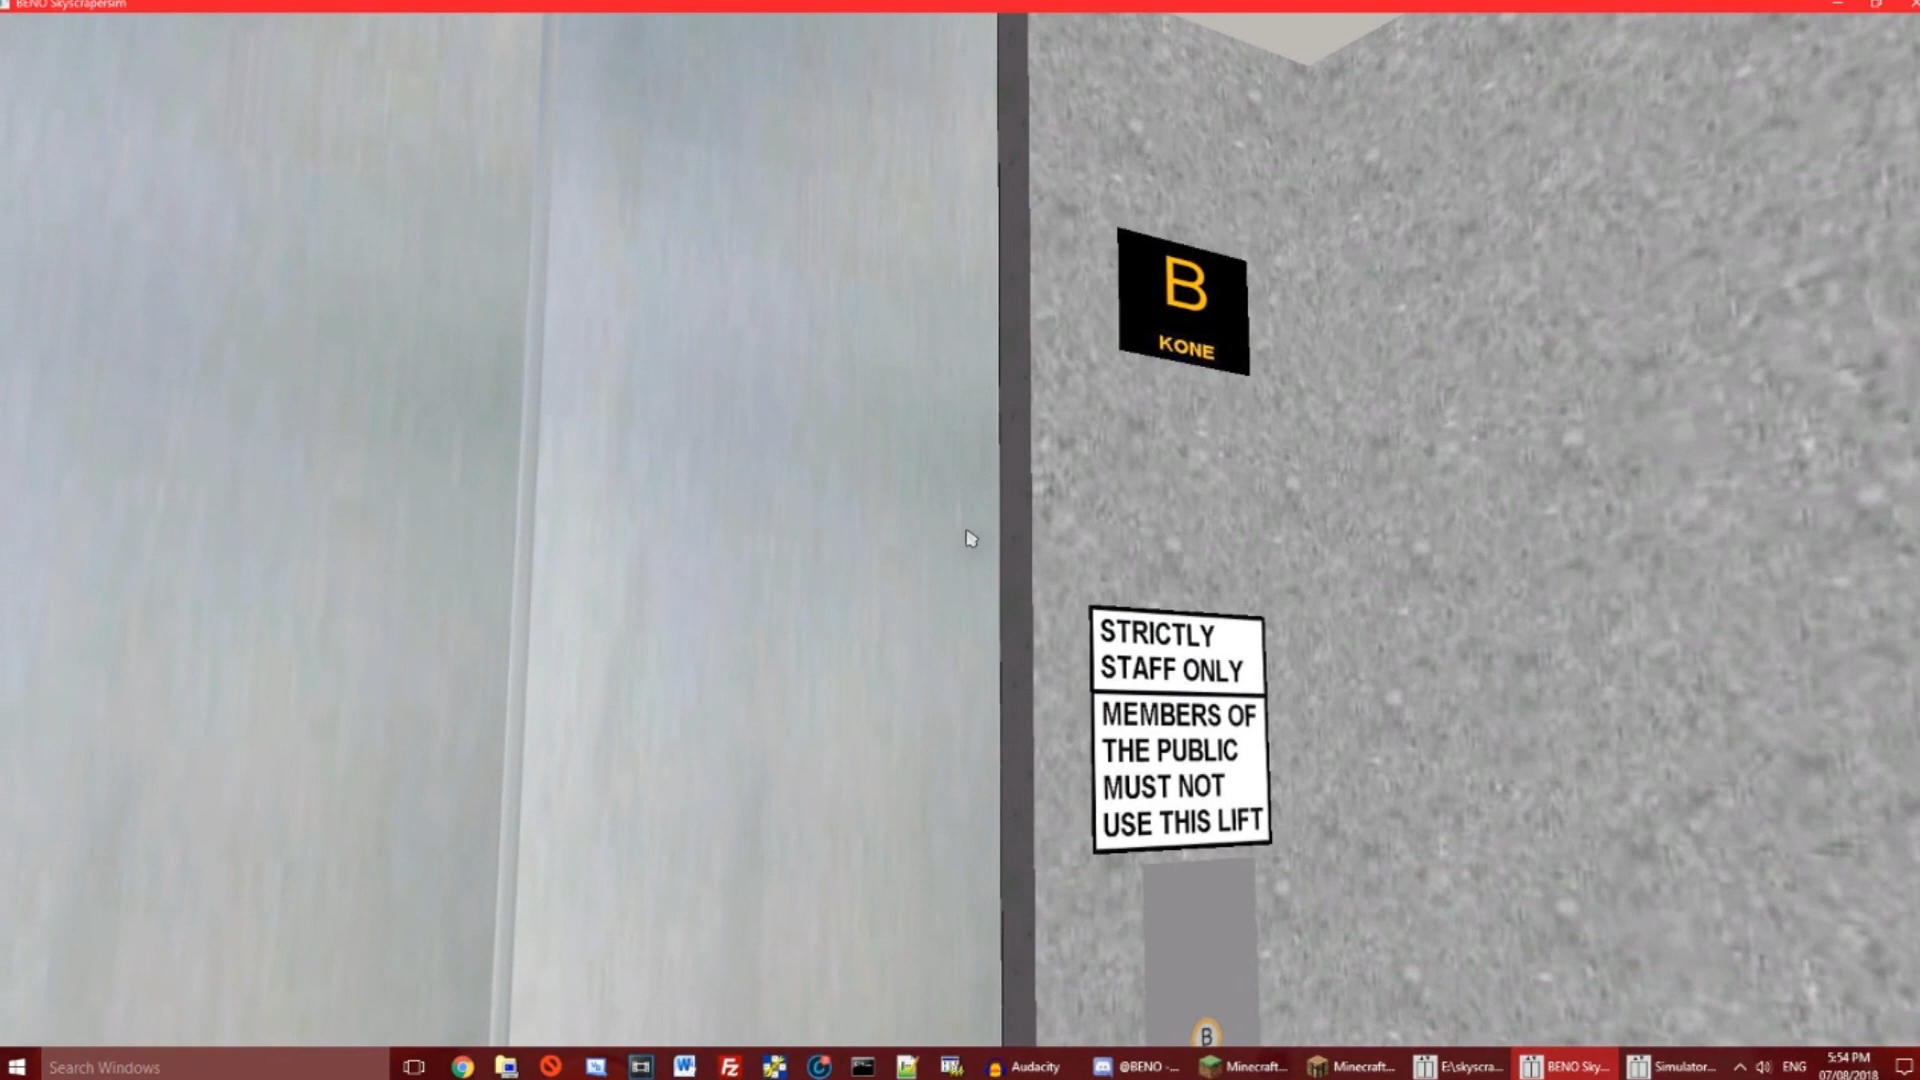 BENO Skyscrapersim
B
KONE
STRICTLY
STAFF ONLY
MEMBERS OF
THE PUBLIC
MUST NOT
USE THIS LIFT
B
Search Windows
Audacity
@BENO -...
Minecraft...
Minecraft...
E:\skyscra...
BENO Sky...
Simulator...
ENG
5:54 PM
07/08/2018